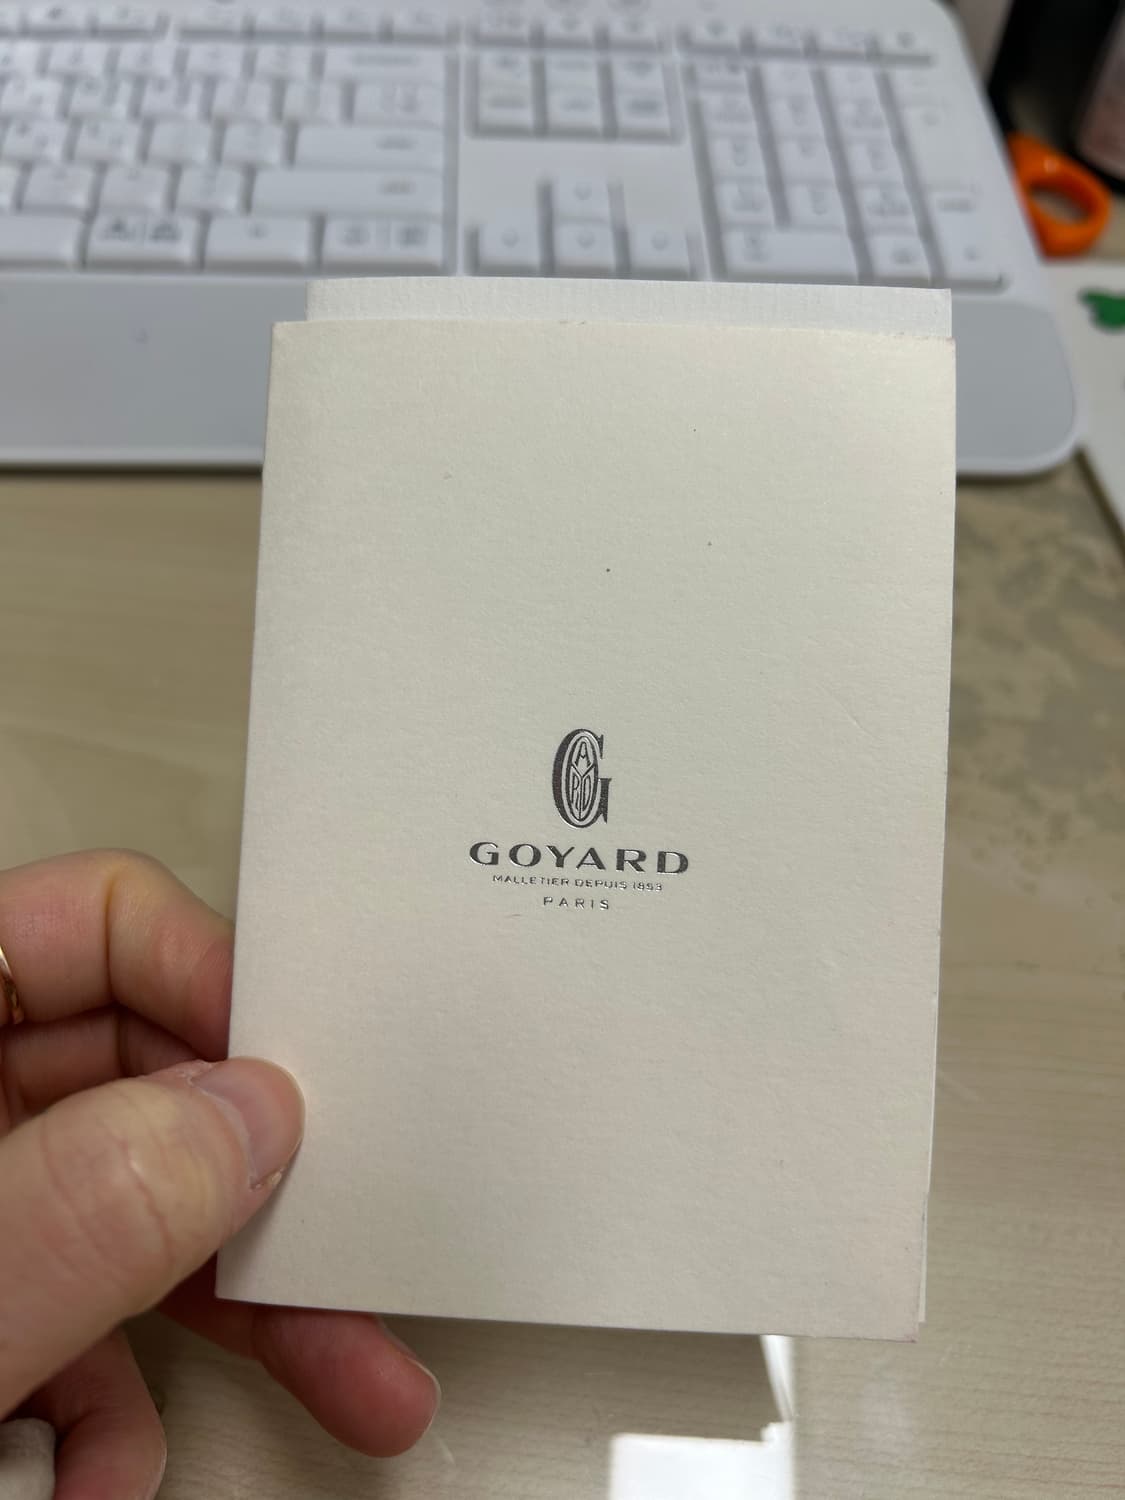 GOYARD
MALLETIER DEPUIS 1853
PARIS